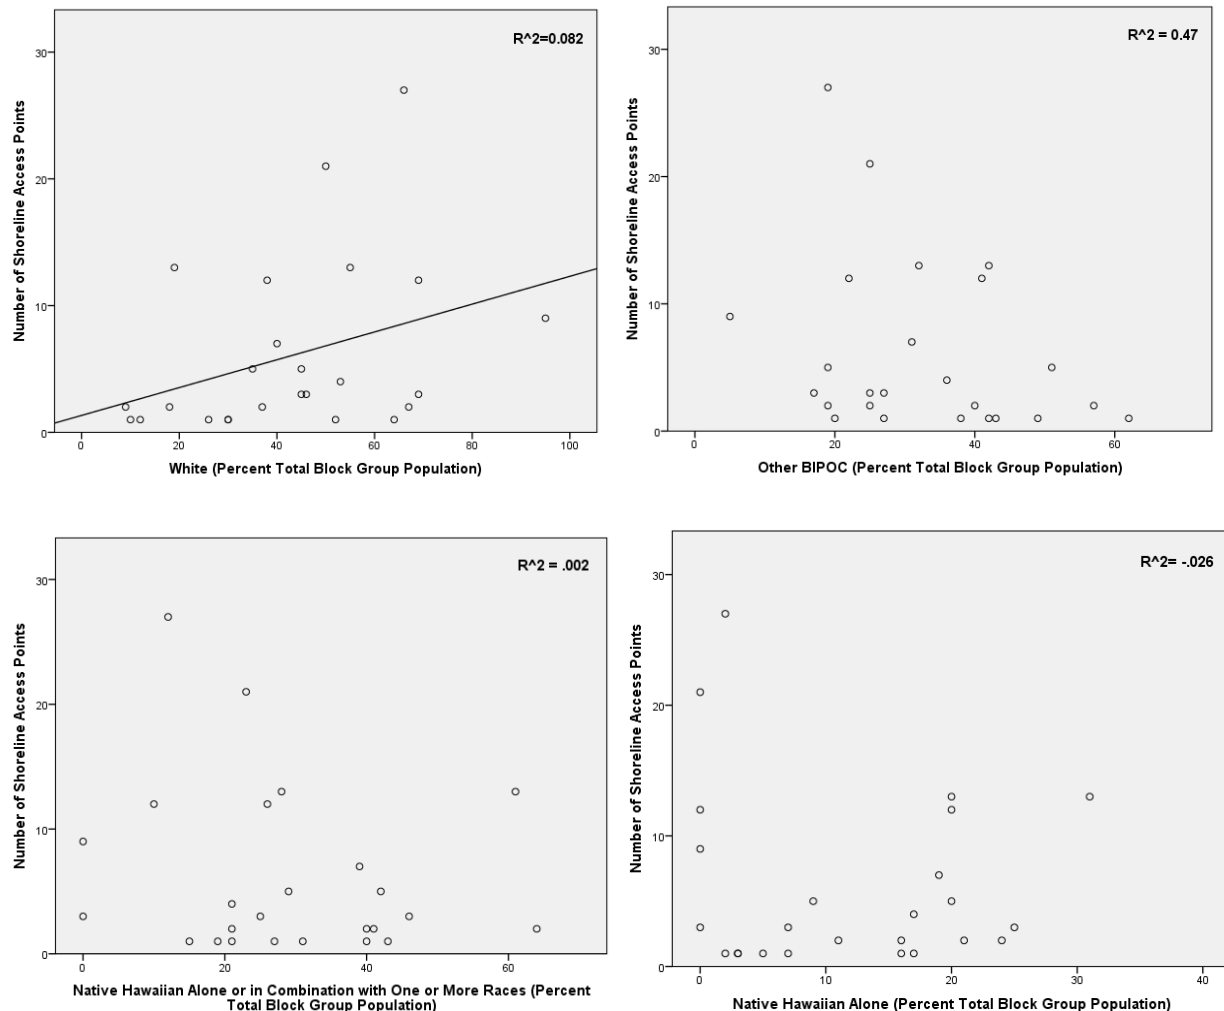 R^2=0.082
30
20
10
0
Number of Shoreline Access Points
0 20 40 60 80 100
White (Percent Total Block Group Population)
R^2 = 0.47
30
20
10
0
Number of Shoreline Access Points
0 20 40 60
Other BIPOC (Percent Total Block Group Population)
R^2 = .002
30
20
10
0
Number of Shoreline Access Points
0 20 40 60
Native Hawaiian Alone or in Combination with One or More Races (Percent
Total Block Group Population)
R^2= -.026
30
20
10
0
Number of Shoreline Access Points
0 10 20 30 40
Native Hawaiian Alone (Percent Total Block Group Population)